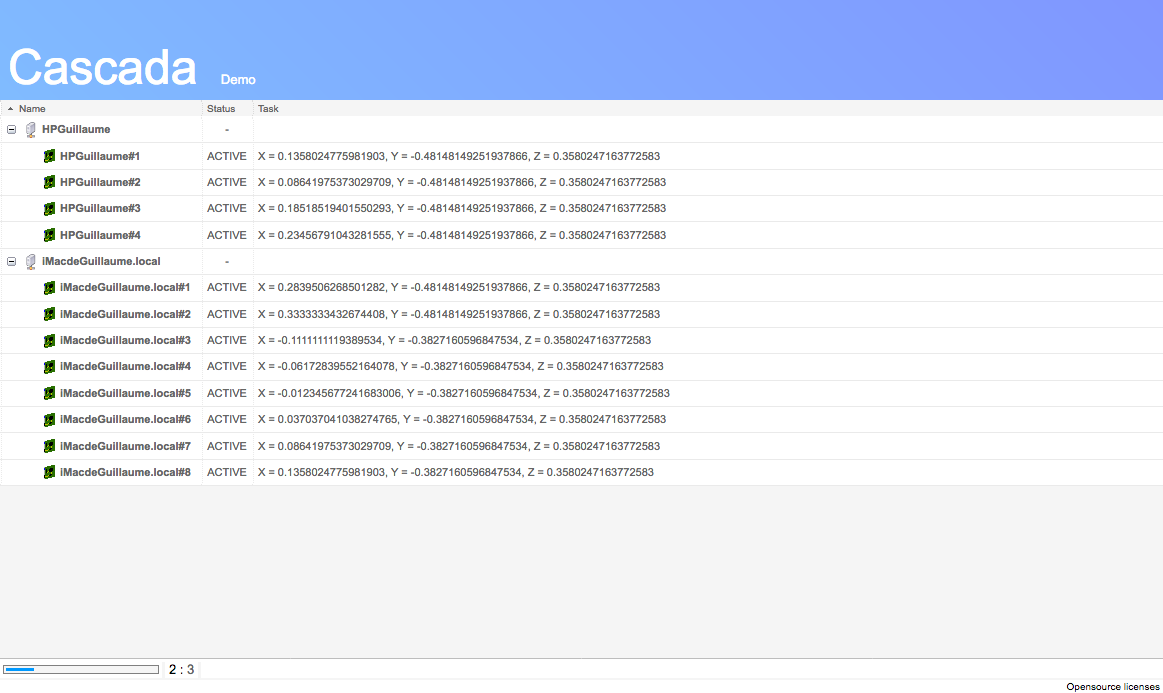 Cascada Demo
Name Status Task
HPGuillaume -
HPGuillaume#1 ACTIVE X = 0.1358024775981903, Y = -0.48148149251937866, Z = 0.3580247163772583
HPGuillaume#2 ACTIVE X = 0.08641975373029709, Y = -0.48148149251937866, Z = 0.3580247163772583
HPGuillaume#3 ACTIVE X = 0.18518519401550293, Y = -0.48148149251937866, Z = 0.3580247163772583
HPGuillaume#4 ACTIVE X = 0.23456791043281555, Y = -0.48148149251937866, Z = 0.3580247163772583
iMacdeGuillaume.local -
iMacdeGuillaume.local#1 ACTIVE X = 0.2839506268501282, Y = -0.48148149251937866, Z = 0.3580247163772583
iMacdeGuillaume.local#2 ACTIVE X = 0.3333333432674408, Y = -0.48148149251937866, Z = 0.3580247163772583
iMacdeGuillaume.local#3 ACTIVE X = -0.1111111119389534, Y = -0.3827160596847534, Z = 0.3580247163772583
iMacdeGuillaume.local#4 ACTIVE X = -0.06172839552164078, Y = -0.3827160596847534, Z = 0.3580247163772583
iMacdeGuillaume.local#5 ACTIVE X = -0.012345677241683006, Y = -0.3827160596847534, Z = 0.3580247163772583
iMacdeGuillaume.local#6 ACTIVE X = 0.037037041038274765, Y = -0.3827160596847534, Z = 0.3580247163772583
iMacdeGuillaume.local#7 ACTIVE X = 0.08641975373029709, Y = -0.3827160596847534, Z = 0.3580247163772583
iMacdeGuillaume.local#8 ACTIVE X = 0.1358024775981903, Y = -0.3827160596847534, Z = 0.3580247163772583
2 : 3
Opensource licenses